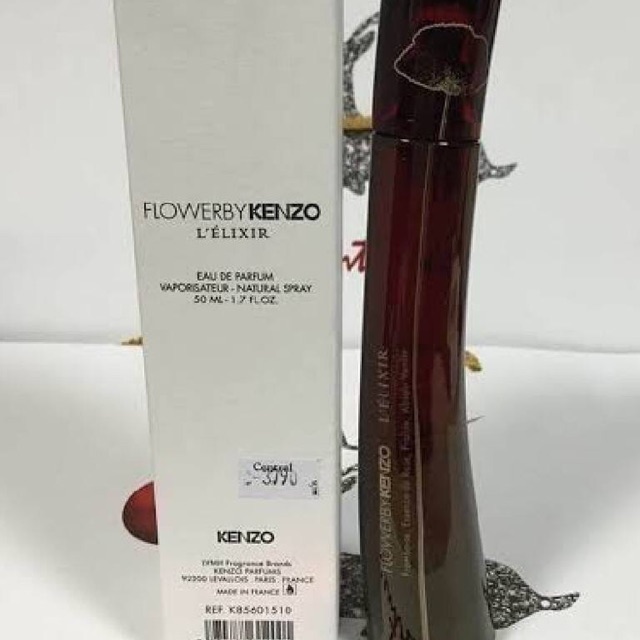 FLOWERBYKENZO
L'ÉLIXIR
EAU DE PARFUM
VAPORISATEUR - NATURAL SPRAY
50 ML - 1.7 FL.OZ.
Central
3790
KENZO
LVMH Fragrance Brands
KENZO PARFUMS
92300 LEVALLOIS . PARIS . FRANCE
MADE IN FRANCE
REF. K85601510
FLOWERBYKENZO L'ÉLIXIR